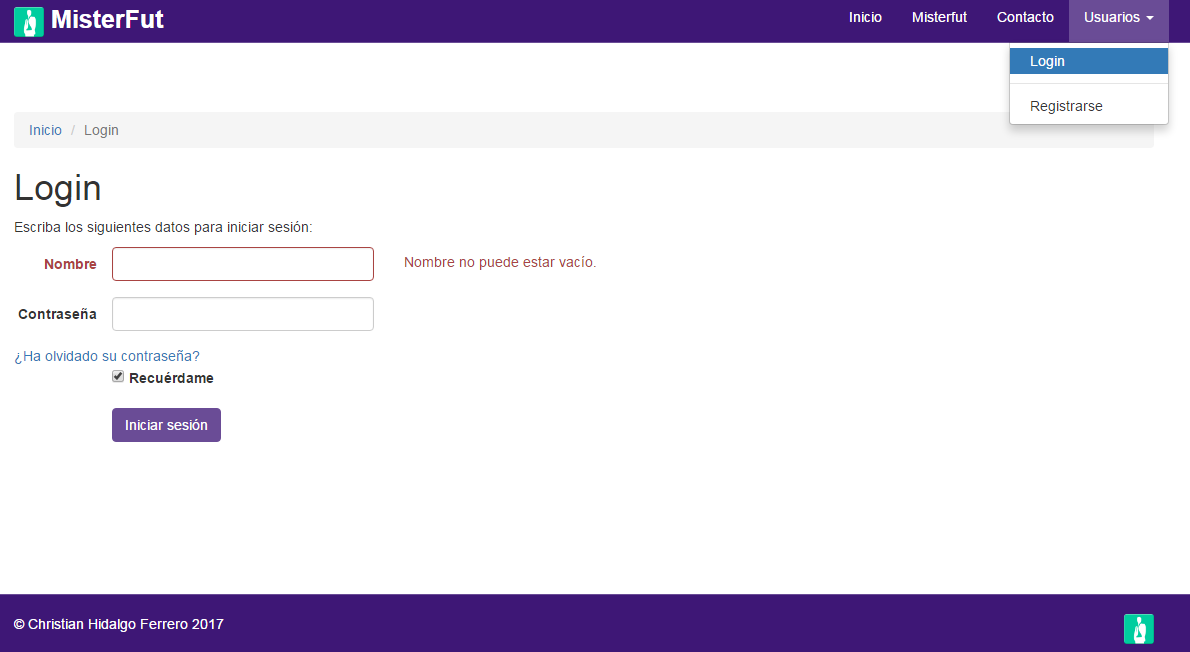 MisterFut
Inicio Misterfut Contacto Usuarios
Login
Registrarse
Inicio / Login
Login
Escriba los siguientes datos para iniciar sesión:
Nombre Nombre no puede estar vacío.
Contraseña
¿Ha olvidado su contraseña?
Recuérdame
Iniciar sesión
© Christian Hidalgo Ferrero 2017